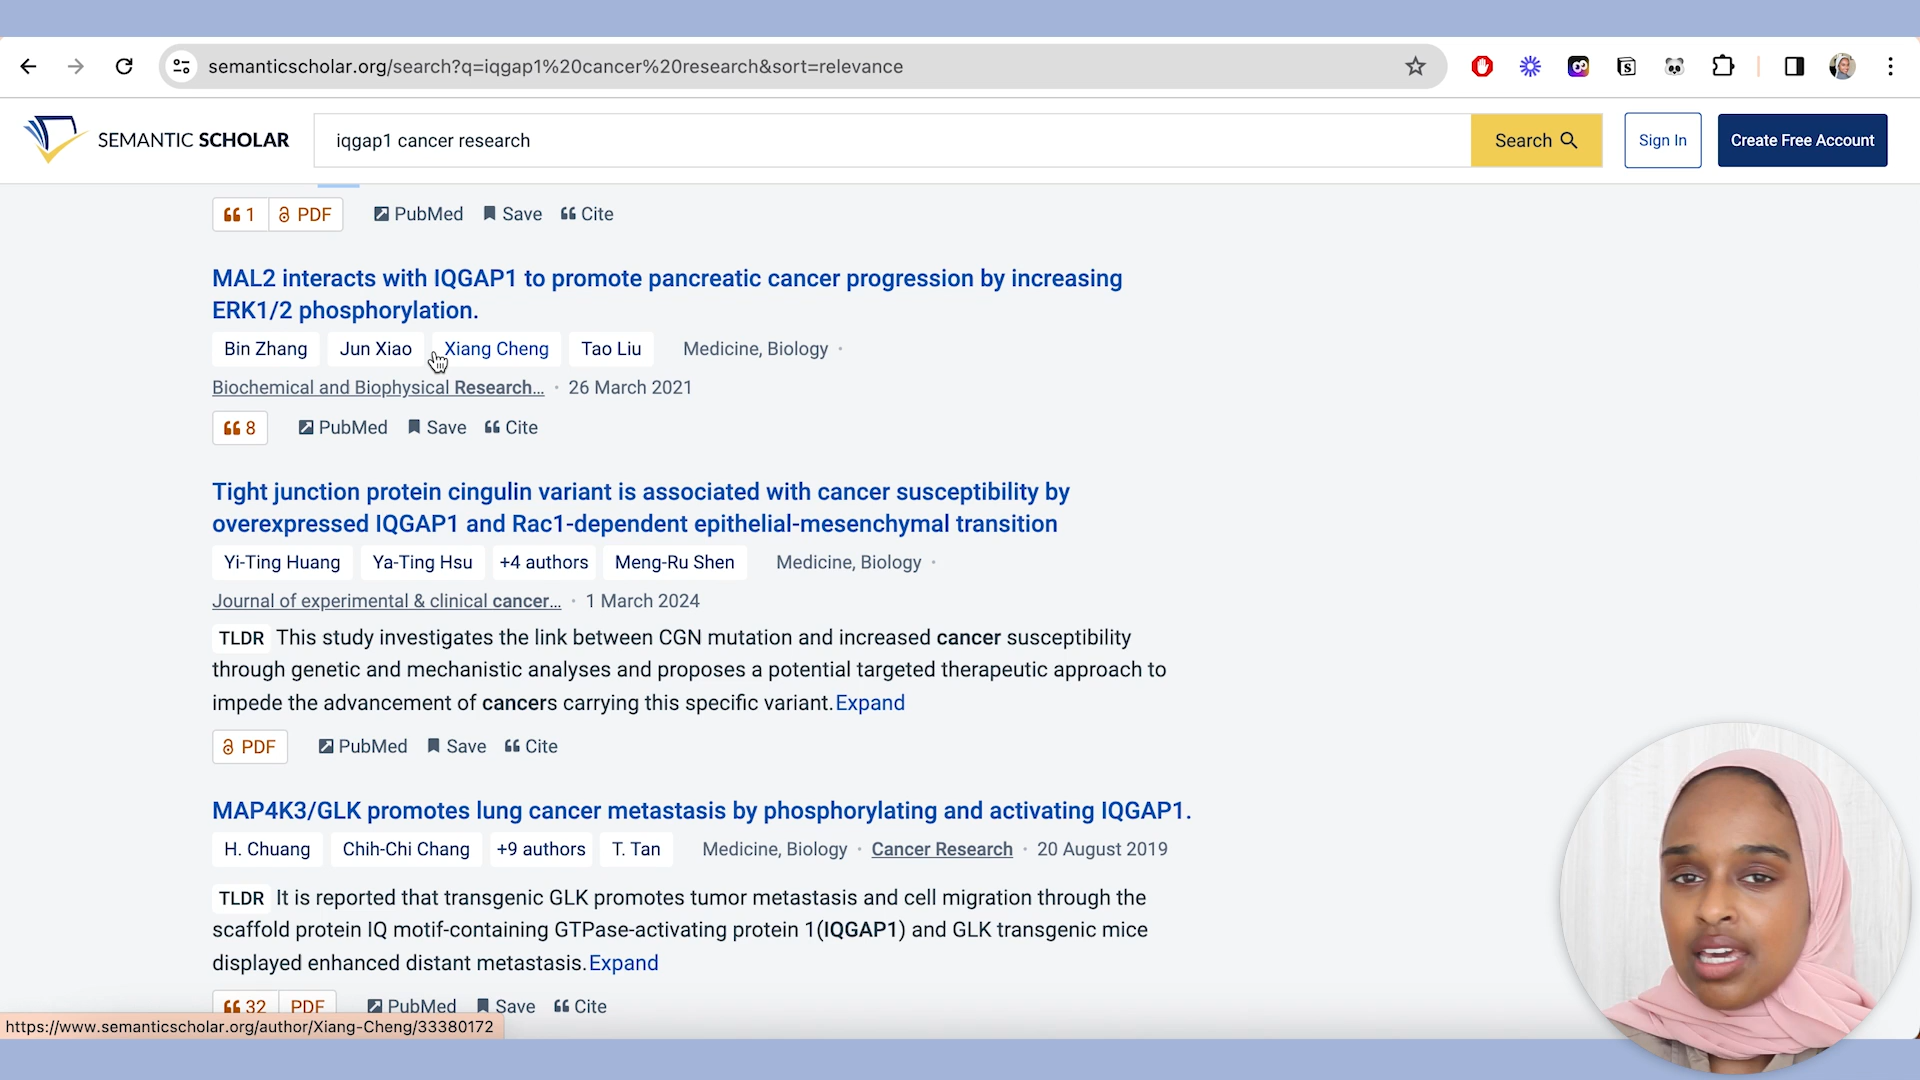 semanticscholar.org/search?q=iqgap1%20cancer%20research&sort=relevance
SEMANTIC SCHOLAR
iqgap1 cancer research
Search
Sign In
Create Free Account
1 PDF PubMed Save Cite
MAL2 interacts with IQGAP1 to promote pancreatic cancer progression by increasing
ERK1/2 phosphorylation.
Bin Zhang Jun Xiao Xiang Cheng Tao Liu Medicine, Biology ·
Biochemical and Biophysical Research… · 26 March 2021
8 PubMed Save Cite
Tight junction protein cingulin variant is associated with cancer susceptibility by
overexpressed IQGAP1 and Rac1-dependent epithelial-mesenchymal transition
Yi-Ting Huang Ya-Ting Hsu +4 authors Meng-Ru Shen Medicine, Biology ·
Journal of experimental & clinical cancer… · 1 March 2024
TLDR This study investigates the link between CGN mutation and increased cancer susceptibility
through genetic and mechanistic analyses and proposes a potential targeted therapeutic approach to
impede the advancement of cancers carrying this specific variant. Expand
PDF PubMed Save Cite
MAP4K3/GLK promotes lung cancer metastasis by phosphorylating and activating IQGAP1.
H. Chuang Chih-Chi Chang +9 authors T. Tan Medicine, Biology · Cancer Research · 20 August 2019
TLDR It is reported that transgenic GLK promotes tumor metastasis and cell migration through the
scaffold protein IQ motif-containing GTPase-activating protein 1(IQGAP1) and GLK transgenic mice
displayed enhanced distant metastasis. Expand
32 PDF PubMed Save Cite
https://www.semanticscholar.org/author/Xiang-Cheng/33380172